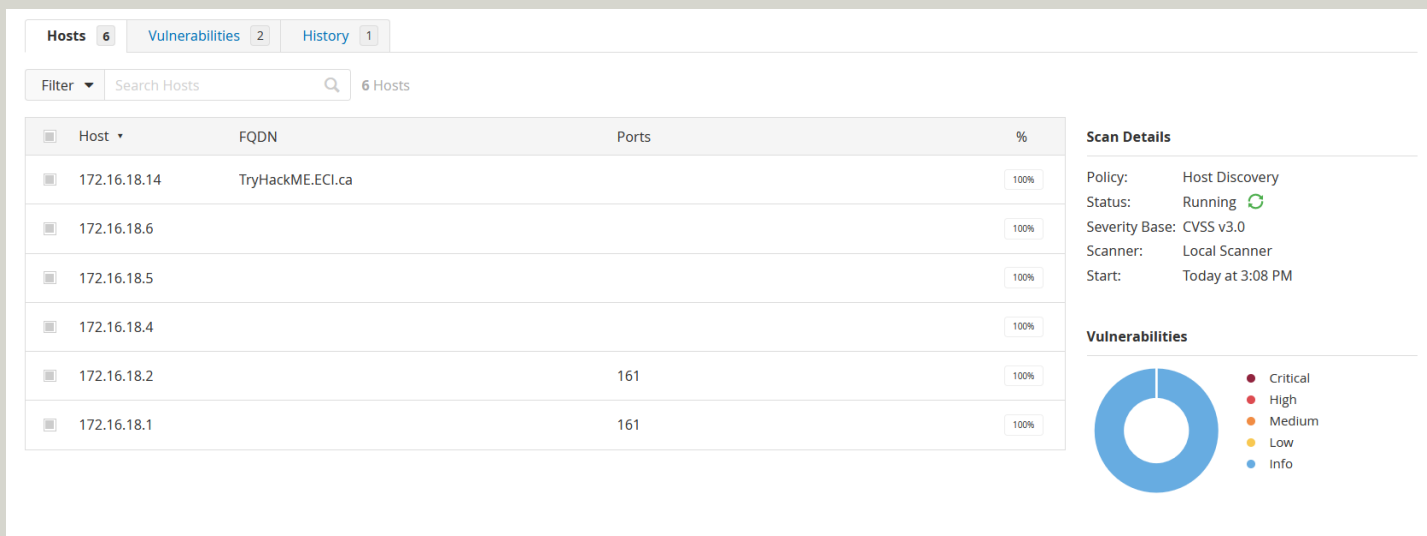 Hosts 6 Vulnerabilities 2 History 1
Filter Search Hosts 6 Hosts
Host FQDN Ports %
172.16.18.14 TryHackME.ECI.ca 100%
172.16.18.6 100%
172.16.18.5 100%
172.16.18.4 100%
172.16.18.2 161 100%
172.16.18.1 161 100%
Scan Details
Policy: Host Discovery
Status: Running
Severity Base: CVSS v3.0
Scanner: Local Scanner
Start: Today at 3:08 PM
Vulnerabilities
Critical
High
Medium
Low
Info